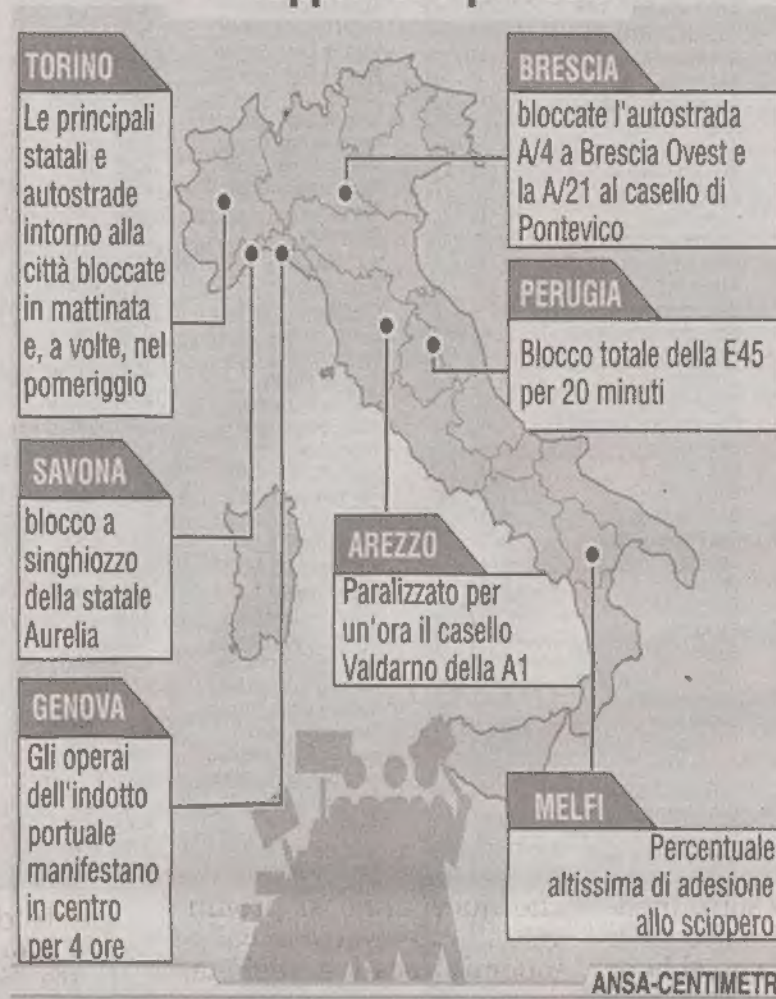 TORINO
Le principali
statali e
autostrade
intorno alla
città bloccate
in mattinata
e, a volte, nel
pomeriggio
SAVONA
blocco a
singhiozzo
della statale
Aurelia
GENOVA
Gli operai
dell'indotto
portuale
manifestano
in centro
per 4 ore
BRESCIA
bloccate l'autostrada
A/4 a Brescia Ovest e
la A/21 al casello di
Pontevico
PERUGIA
Blocco totale della E45
per 20 minuti
AREZZO
Paralizzato per
un'ora il casello
Valdarno della A1
MELFI
Percentuale
altissima di adesione
allo sciopero
ANSA-CENTIMETR